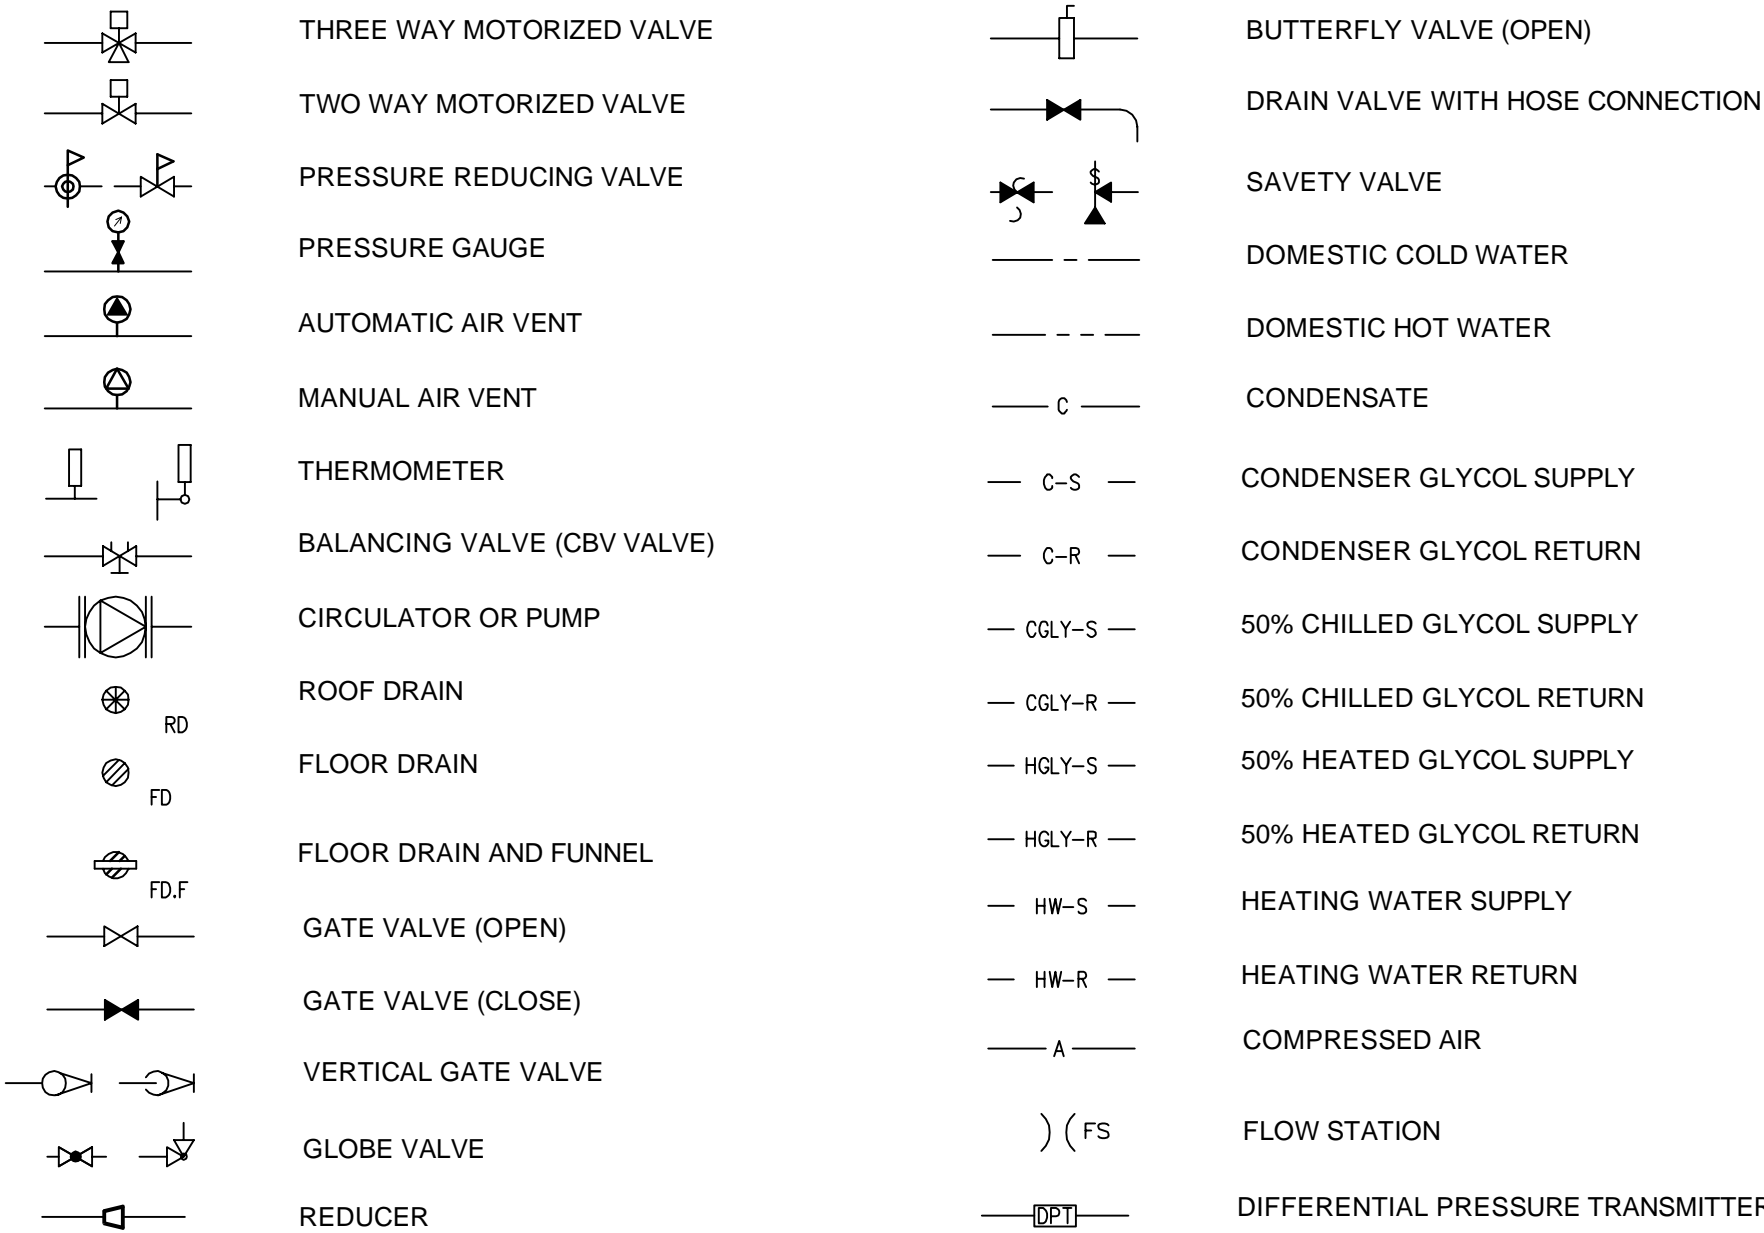 THREE WAY MOTORIZED VALVE
TWO WAY MOTORIZED VALVE
PRESSURE REDUCING VALVE
PRESSURE GAUGE
AUTOMATIC AIR VENT
MANUAL AIR VENT
THERMOMETER
BALANCING VALVE (CBV VALVE)
CIRCULATOR OR PUMP
ROOF DRAIN
RD
FLOOR DRAIN
FD
FLOOR DRAIN AND FUNNEL
FD.F
GATE VALVE (OPEN)
GATE VALVE (CLOSE)
VERTICAL GATE VALVE
GLOBE VALVE
REDUCER
BUTTERFLY VALVE (OPEN)
DRAIN VALVE WITH HOSE CONNECTION
S SAVETY VALVE
DOMESTIC COLD WATER
DOMESTIC HOT WATER
C CONDENSATE
C-S CONDENSER GLYCOL SUPPLY
C-R CONDENSER GLYCOL RETURN
CGLY-S 50% CHILLED GLYCOL SUPPLY
CGLY-R 50% CHILLED GLYCOL RETURN
HGLY-S 50% HEATED GLYCOL SUPPLY
HGLY-R 50% HEATED GLYCOL RETURN
HW-S HEATING WATER SUPPLY
HW-R HEATING WATER RETURN
A COMPRESSED AIR
FS FLOW STATION
DPT DIFFERENTIAL PRESSURE TRANSMITTER